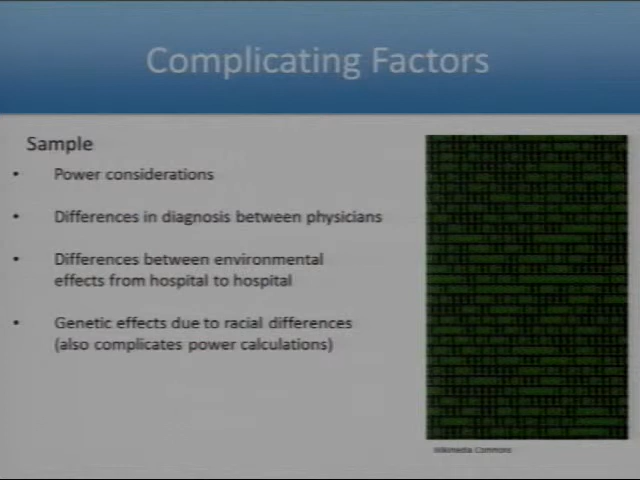 Complicating Factors
Sample
• Power considerations
• Differences in diagnosis between physicians
• Differences between environmental
effects from hospital to hospital
• Genetic effects due to racial differences
(also complicates power calculations)
Wikimedia Commons